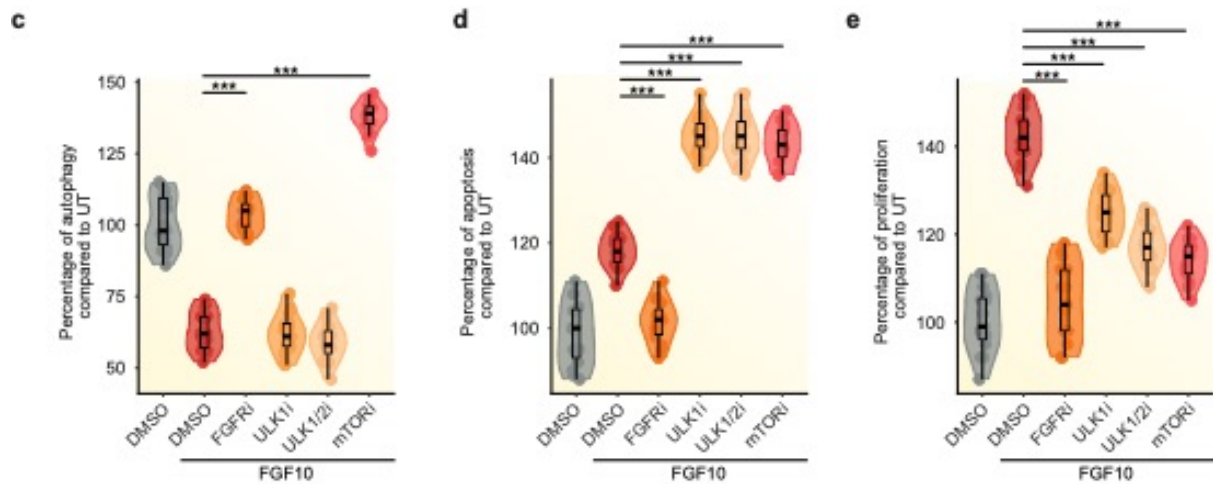 c
Percentage of autophagy
compared to UT
150
125
100
75
50
***
***
DMSO
DMSO
FGFRi
ULK1i
ULK1/2i
mTORi
FGF10
d
Percentage of apoptosis
compared to UT
140
120
100
***
***
***
***
DMSO
DMSO
FGFRi
ULK1i
ULK1/2i
mTORi
FGF10
e
Percentage of proliferation
compared to UT
140
120
100
***
***
***
***
DMSO
DMSO
FGFRi
ULK1i
ULK1/2i
mTORi
FGF10